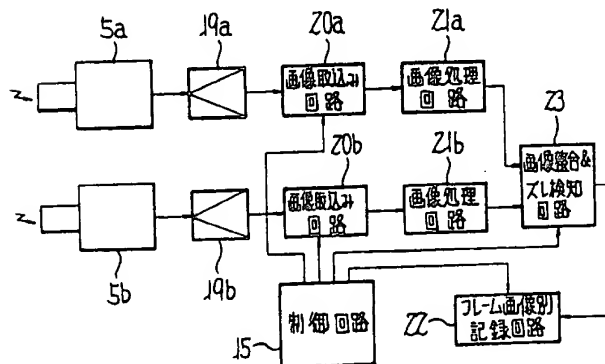 5a
19a
20a
21a
画像取込み
回路
画像処理
回路
23
20b
21b
画像整合&
ズレ検知
回路
画像取込み
回路
画像処理
回路
5b
19b
15
制御回路
22
フレーム画像別
記録回路